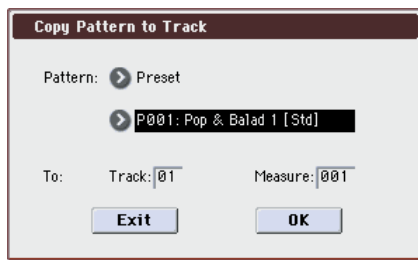 Copy Pattern to Track
Pattern: Preset
P001: Pop & Balad 1 [Std]
To: Track: 01 Measure: 001
Exit OK